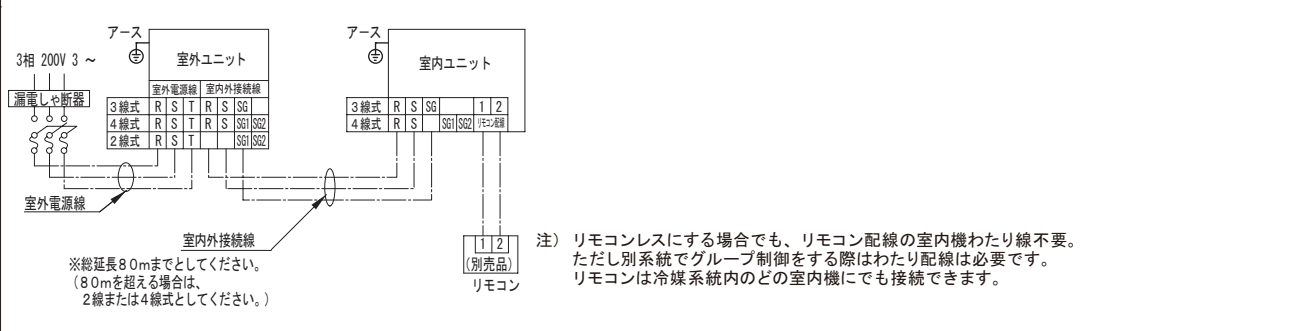 アース
3相 200V 3 ～
漏電しゃ断器
室外ユニット
室外電源線 室内外接続線
3線式 R S T R S SG
4線式 R S T R S SG1 SG2
2線式 R S T SG1 SG2
室外電源線
室内外接続線
※総延長80mまでとしてください。
(80mを超える場合は、
2線または4線式としてください。)
アース
室内ユニット
3線式 R S SG 1 2
4線式 R S SG1 SG2 リモコン配線
1 2
(別売品)
リモコン
注) リモコンレスにする場合でも、リモコン配線の室内機わたり線不要。
ただし別系統でグループ制御をする際はわたり配線は必要です。
リモコンは冷媒系統内のどの室内機にでも接続できます。